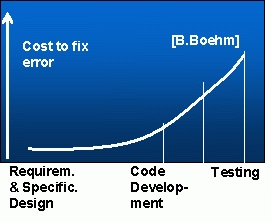 Cost to fix
error
[B.Boehm]
Requirem.
& Specific.
Design
Code
Develop-
ment
Testing